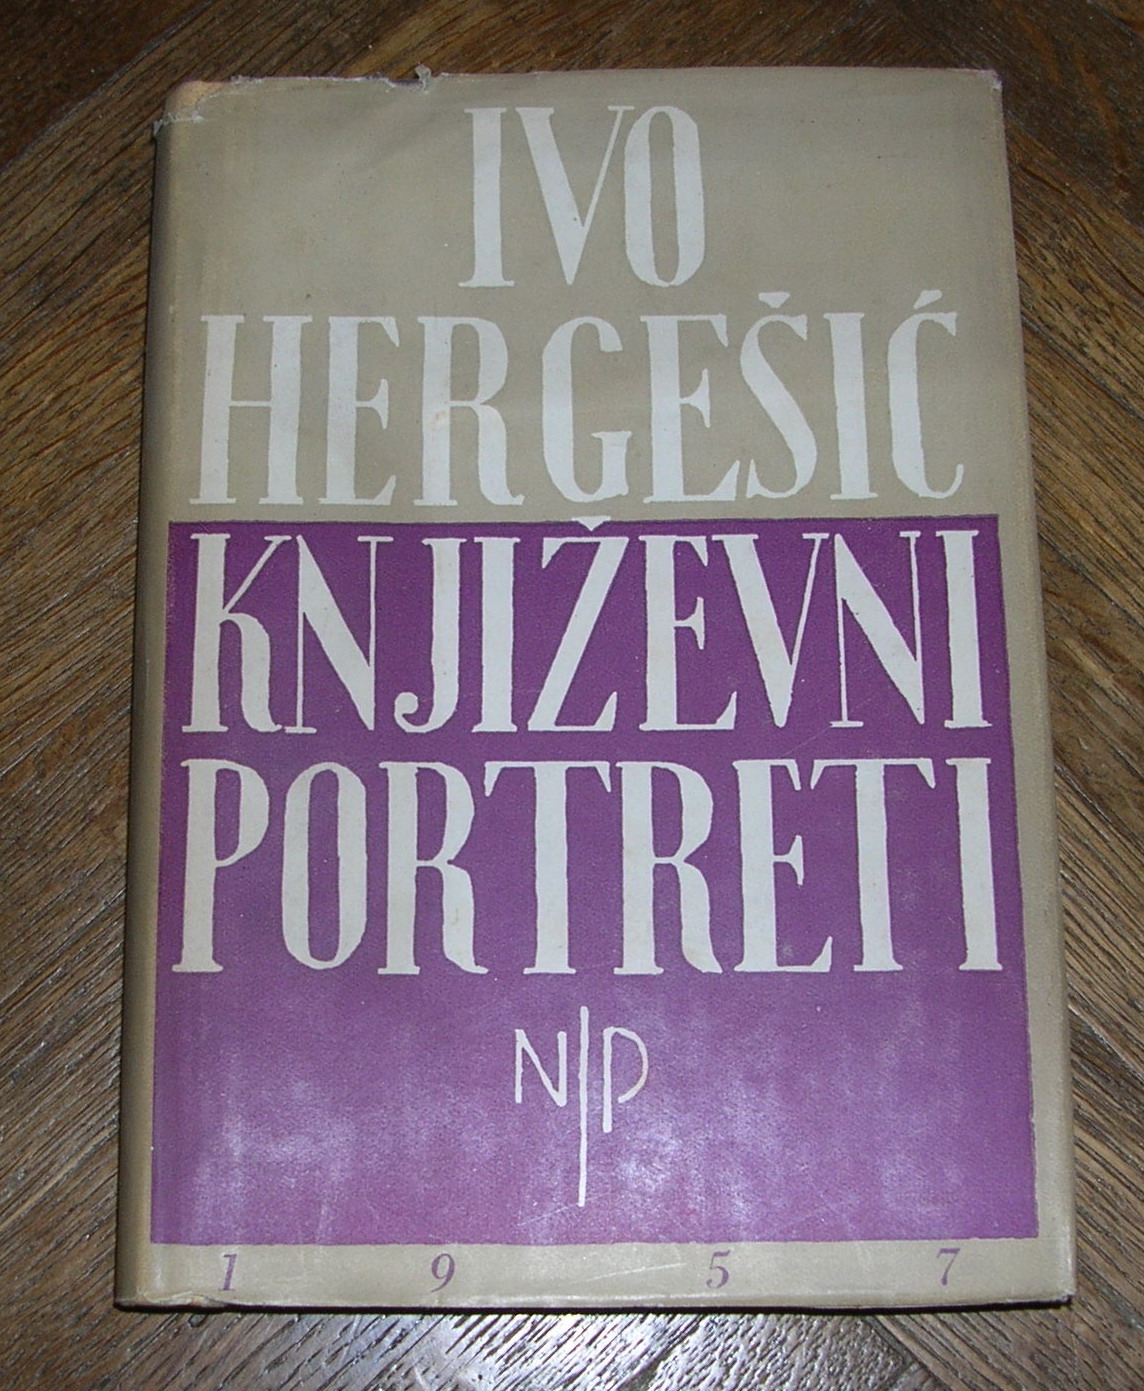 IVO
HERGEŠIĆ
KNJIŽEVNI
PORTRETI
N|P
1 9 5 7